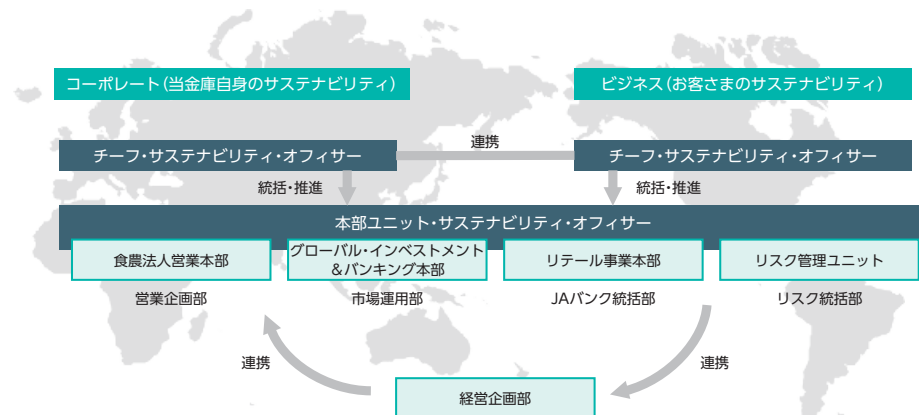 コーポレート(当金庫自身のサステナビリティ)
ビジネス(お客さまのサステナビリティ)
チーフ・サステナビリティ・オフィサー
連携
チーフ・サステナビリティ・オフィサー
統括・推進
統括・推進
本部ユニット・サステナビリティ・オフィサー
食農法人営業本部
グローバル・インベストメント
&バンキング本部
リテール事業本部
リスク管理ユニット
営業企画部
市場運用部
JAバンク統括部
リスク統括部
連携
連携
経営企画部